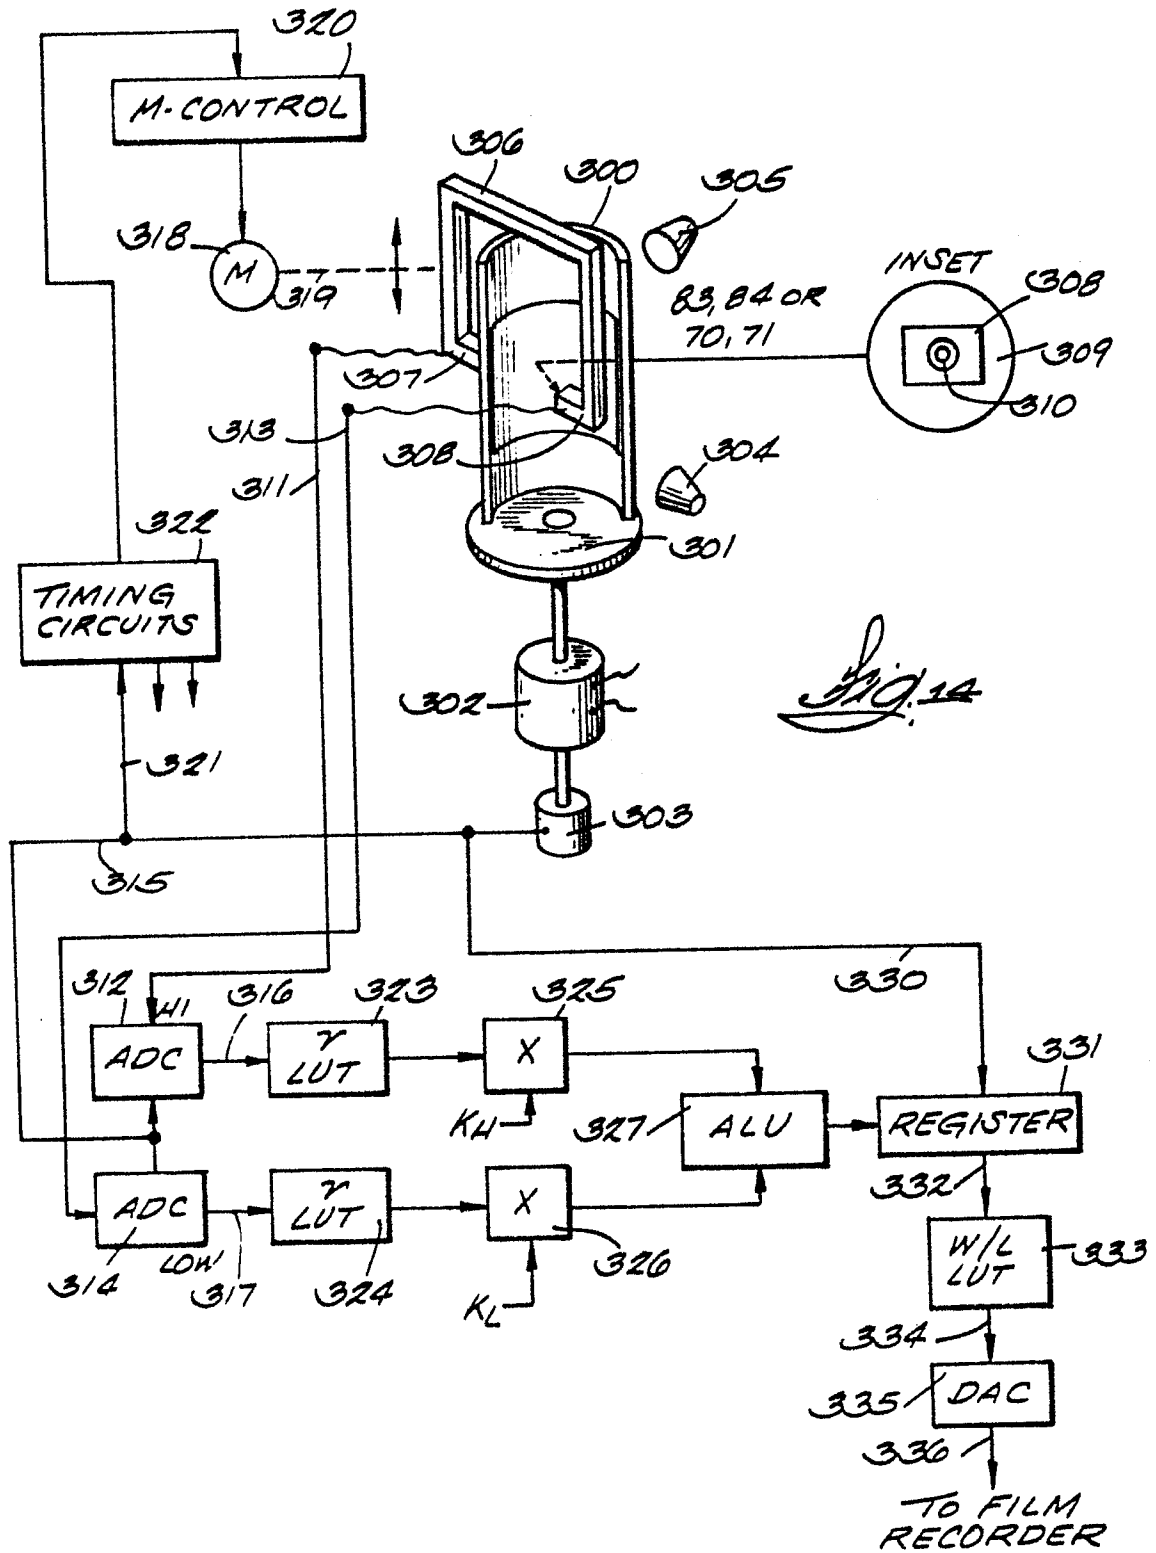 320
M-CONTROL
306
300
305
318
M
319
INSET
83, 84 OR
70, 71
308
309
310
307
313
308
304
311
322
301
TIMING
CIRCUITS
302
Fig. 14
321
303
315
330
312
HI
316
323
325
331
ADC
γ
LUT
X
KH
327
ALU
REGISTER
332
ADC
γ
LUT
X
W/L
LUT
333
314
LOW
317
324
326
KL
334
335
DAC
336
TO FILM
RECORDER